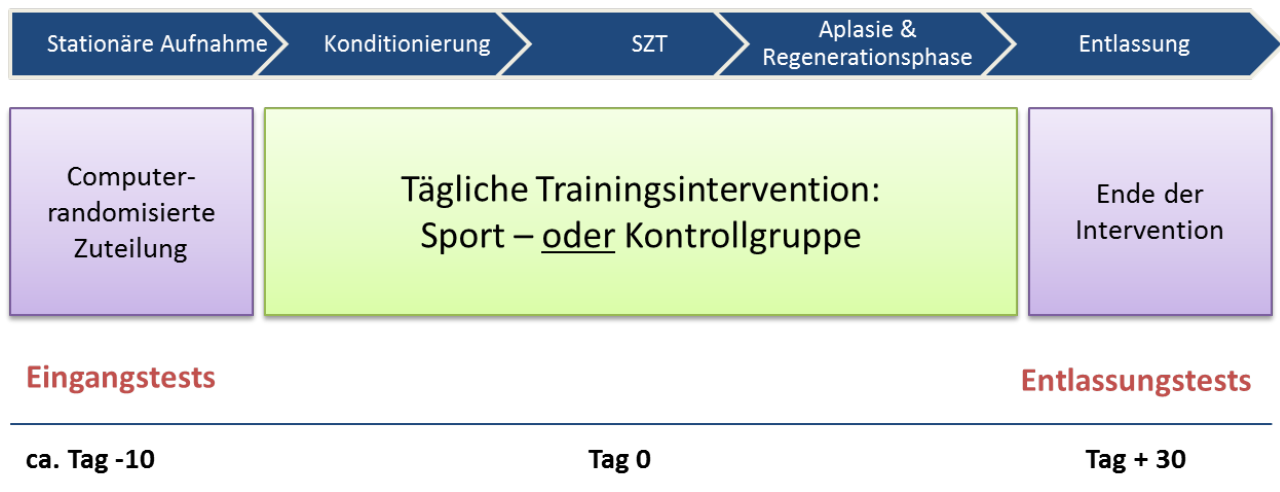 Stationäre Aufnahme
Konditionierung
SZT
Aplasie &
Regenerationsphase
Entlassung
Computer-
randomisierte
Zuteilung
Tägliche Trainingsintervention:
Sport – oder Kontrollgruppe
Ende der
Intervention
Eingangstests
Entlassungstests
ca. Tag -10
Tag 0
Tag + 30